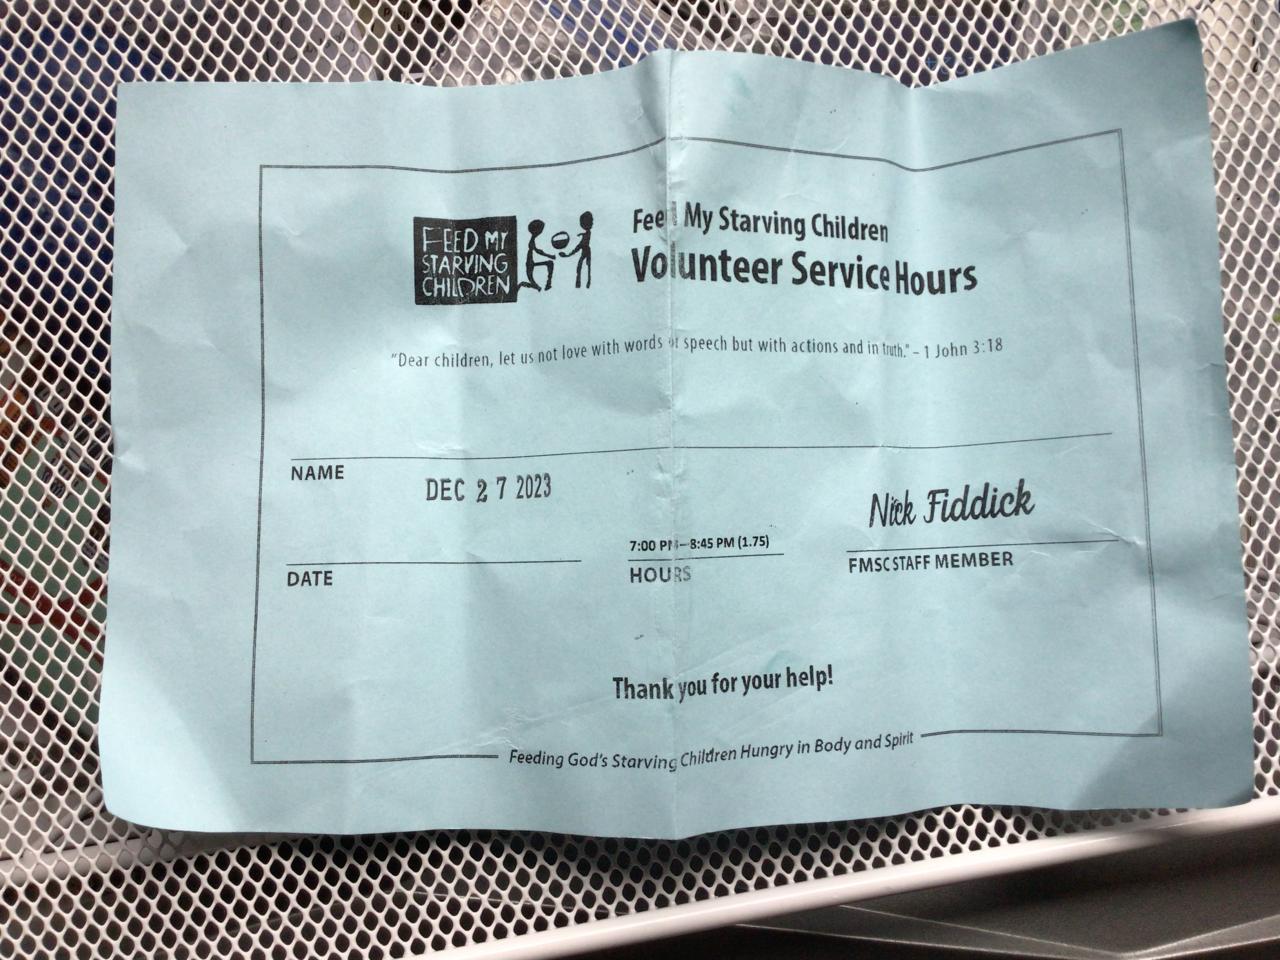 FEED MY
STARVING
CHILDREN
Feed My Starving Children
Volunteer Service Hours
"Dear children, let us not love with words or speech but with actions and in truth." – 1 John 3:18
NAME
DEC 27 2023
Nick Fiddick
7:00 PM – 8:45 PM (1.75)
DATE
HOURS
FMSC STAFF MEMBER
Thank you for your help!
Feeding God's Starving Children Hungry in Body and Spirit